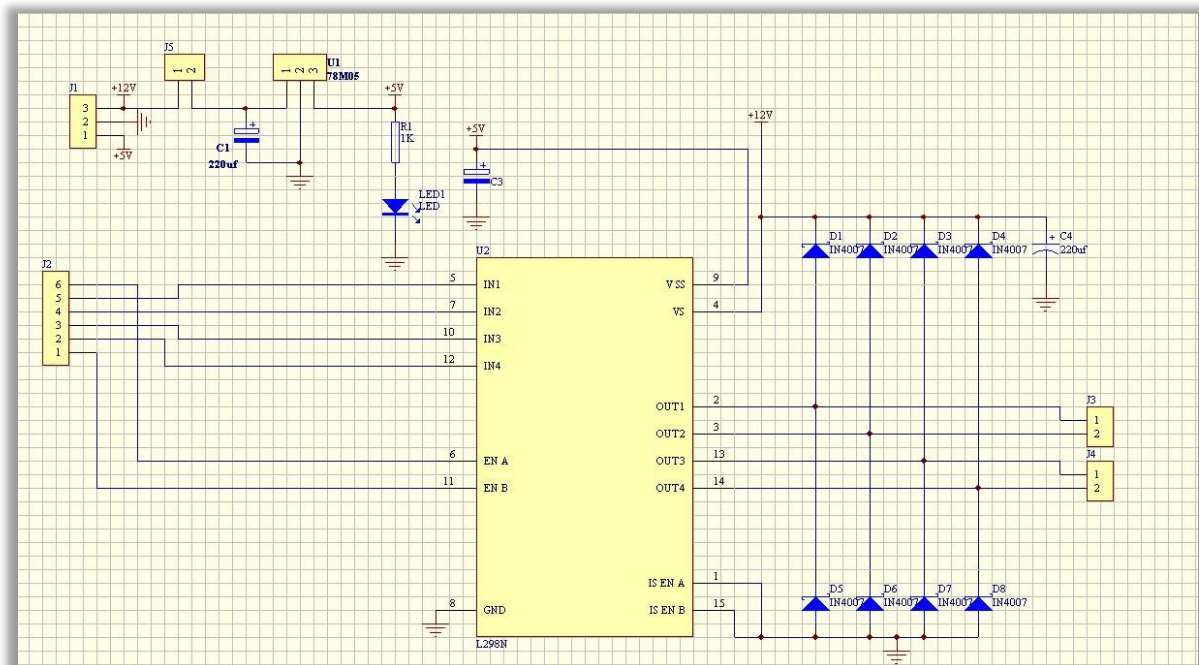 J5
1 2
U1
78M05
1 2 3
J1
+12V
3
2
1
+5V
C1
220uf
+
+5V
R1
1K
LED1
LED
+5V
+
C3
+12V
D1
IN4007
D2
IN4007
D3
IN4007
D4
IN4007
+
C4
220uf
J2
6
5
4
3
2
1
U2
5
IN1
7
IN2
10
IN3
12
IN4
6
EN A
11
EN B
8
GND
L298N
VSS
9
VS
4
OUT1
2
OUT2
3
OUT3
13
OUT4
14
IS EN A
1
IS EN B
15
J3
1
2
J4
1
2
D5
IN4007
D6
IN4007
D7
IN4007
D8
IN4007